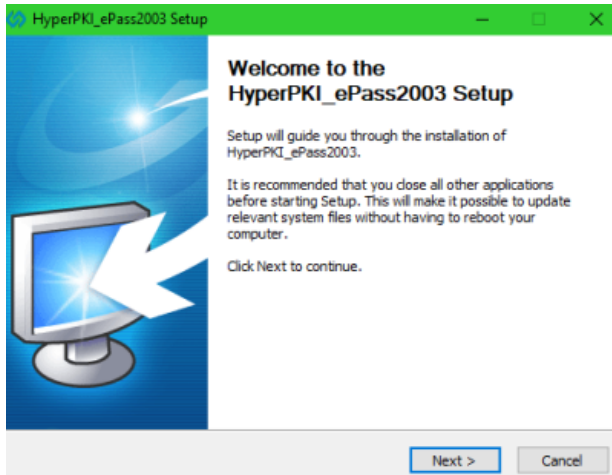 HyperPKI_ePass2003 Setup
Welcome to the
HyperPKI_ePass2003 Setup
Setup will guide you through the installation of
HyperPKI_ePass2003.
It is recommended that you close all other applications
before starting Setup. This will make it possible to update
relevant system files without having to reboot your
computer.
Click Next to continue.
Next >
Cancel